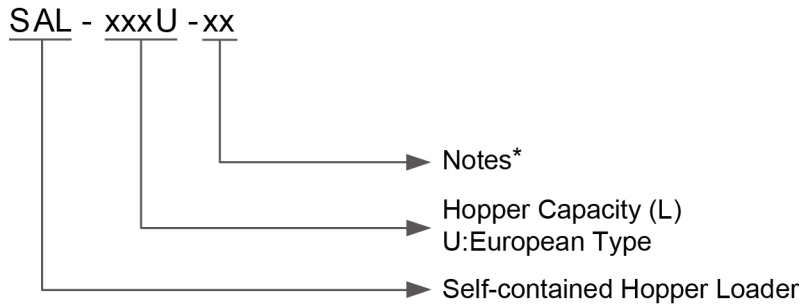 SAL - xxxU -xx
Notes*
Hopper Capacity (L)
U:European Type
Self-contained Hopper Loader